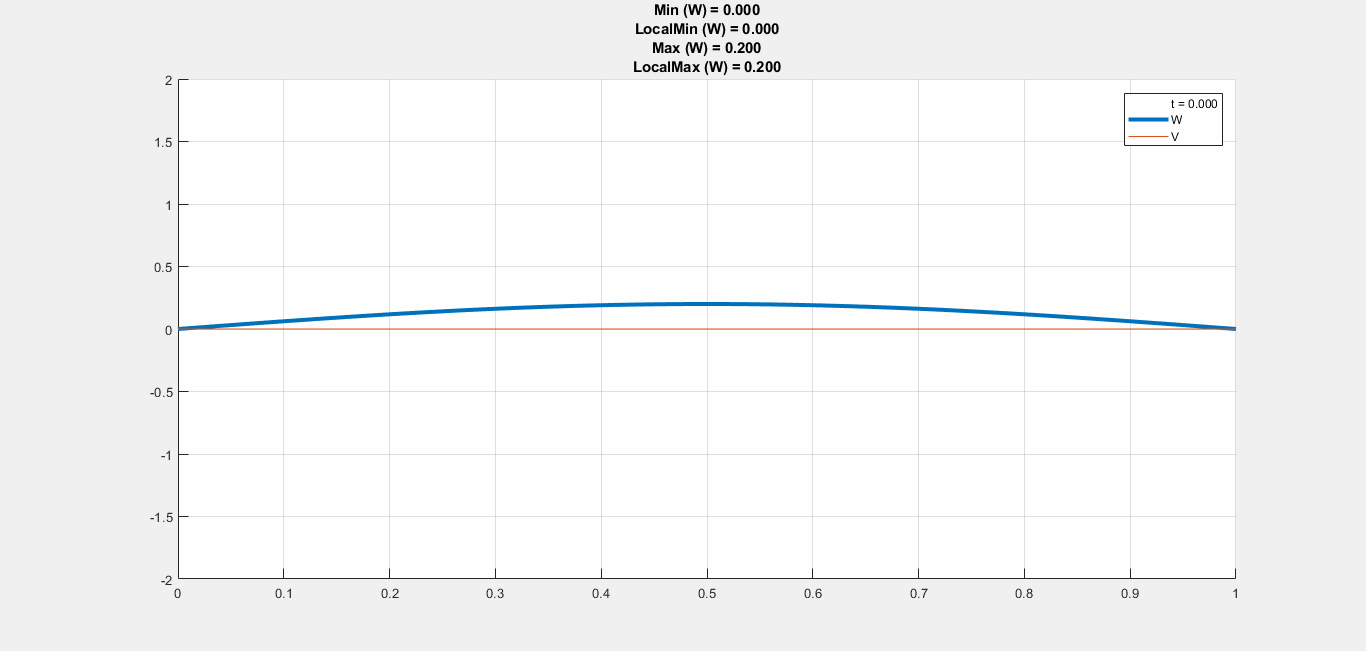 Min (W) = 0.000
LocalMin (W) = 0.000
Max (W) = 0.200
LocalMax (W) = 0.200
t = 0.000
W
V
2
1.5
1
0.5
0
-0.5
-1
-1.5
-2
0 0.1 0.2 0.3 0.4 0.5 0.6 0.7 0.8 0.9 1